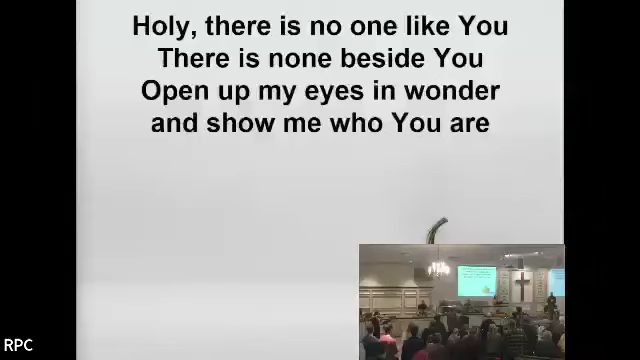 Holy, there is no one like You
There is none beside You
Open up my eyes in wonder
and show me who You are
RPC